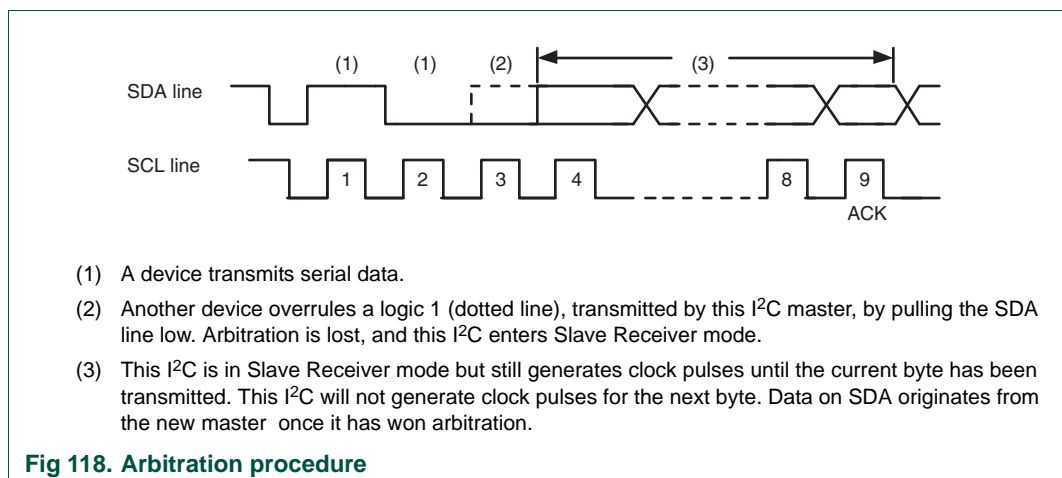 (1) (1) (2) (3)
SDA line
SCL line
1 2 3 4 8 9
ACK
(1) A device transmits serial data.
(2) Another device overrules a logic 1 (dotted line), transmitted by this I2C master, by pulling the SDA
line low. Arbitration is lost, and this I2C enters Slave Receiver mode.
(3) This I2C is in Slave Receiver mode but still generates clock pulses until the current byte has been
transmitted. This I2C will not generate clock pulses for the next byte. Data on SDA originates from
the new master once it has won arbitration.
Fig 118. Arbitration procedure